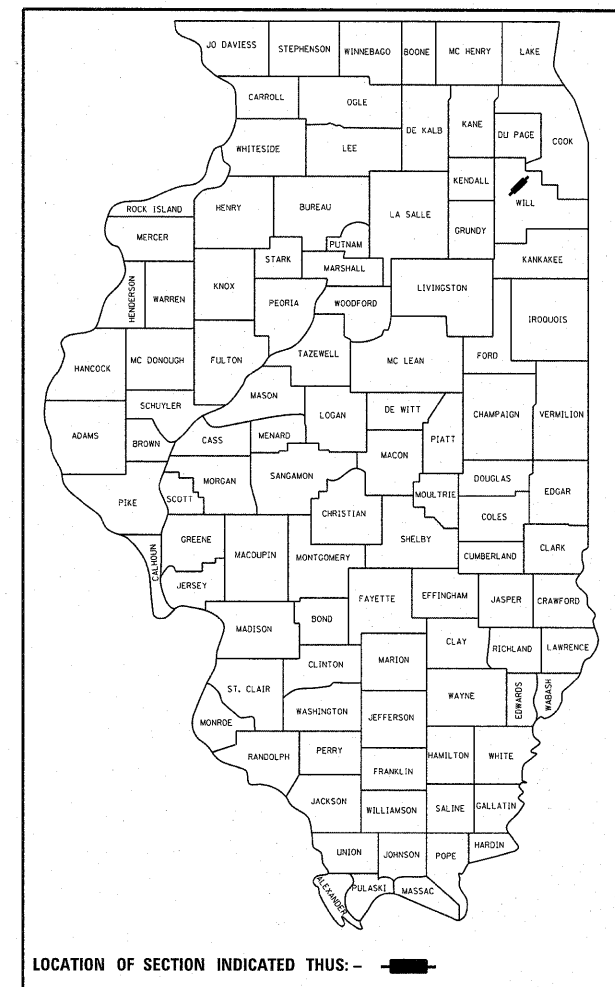 JO DAVIESS
STEPHENSON
WINNEBAGO
BOONE
MC HENRY
LAKE
CARROLL
OGLE
DE KALB
KANE
DU PAGE
COOK
WHITESIDE
LEE
KENDALL
WILL
ROCK ISLAND
HENRY
BUREAU
LA SALLE
GRUNDY
MERCER
PUTNAM
KANKAKEE
STARK
MARSHALL
HENDERSON
WARREN
KNOX
PEORIA
WOODFORD
LIVINGSTON
IROQUOIS
HANCOCK
MC DONOUGH
FULTON
TAZEWELL
MC LEAN
FORD
MASON
SCHUYLER
LOGAN
DE WITT
CHAMPAIGN
VERMILION
ADAMS
BROWN
CASS
MENARD
PIATT
MACON
MORGAN
SANGAMON
DOUGLAS
PIKE
SCOTT
MOULTRIE
EDGAR
CHRISTIAN
COLES
GREENE
SHELBY
CALHOUN
MACOUPIN
MONTGOMERY
CUMBERLAND
CLARK
JERSEY
FAYETTE
EFFINGHAM
JASPER
CRAWFORD
MADISON
BOND
CLAY
MARION
RICHLAND
LAWRENCE
CLINTON
ST. CLAIR
WAYNE
EDWARDS
WABASH
WASHINGTON
JEFFERSON
MONROE
RANDOLPH
PERRY
HAMILTON
WHITE
FRANKLIN
JACKSON
WILLIAMSON
SALINE
GALLATIN
UNION
JOHNSON
POPE
HARDIN
ALEXANDER
PULASKI
MASSAC
LOCATION OF SECTION INDICATED THUS: -